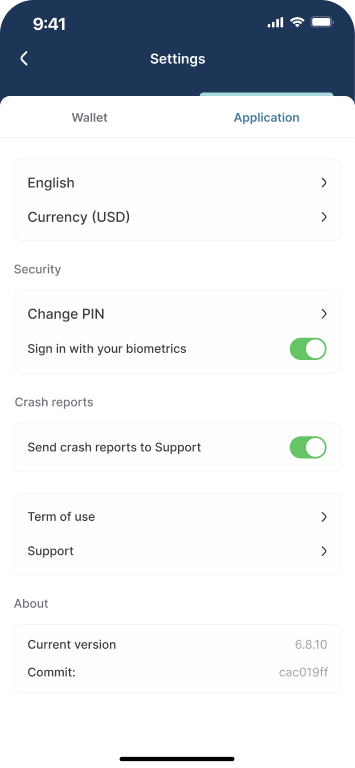 9:41
Settings
Wallet Application
English
Currency (USD)
Security
Change PIN
Sign in with your biometrics
Crash reports
Send crash reports to Support
Term of use
Support
About
Current version 6.8.10
Commit: cac019ff